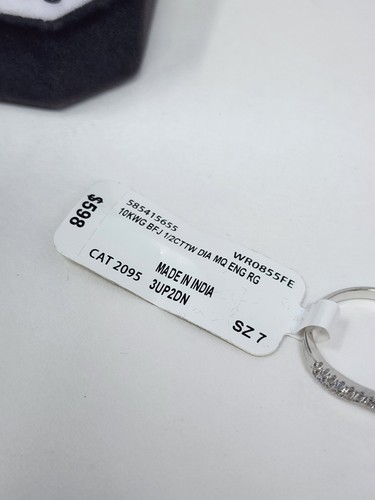 $598
585415655 WR0855FE
10KWG BFJ 1/2CTTW DIA MQ ENG RG
MADE IN INDIA
CAT 2095 3UP2DN
SZ 7